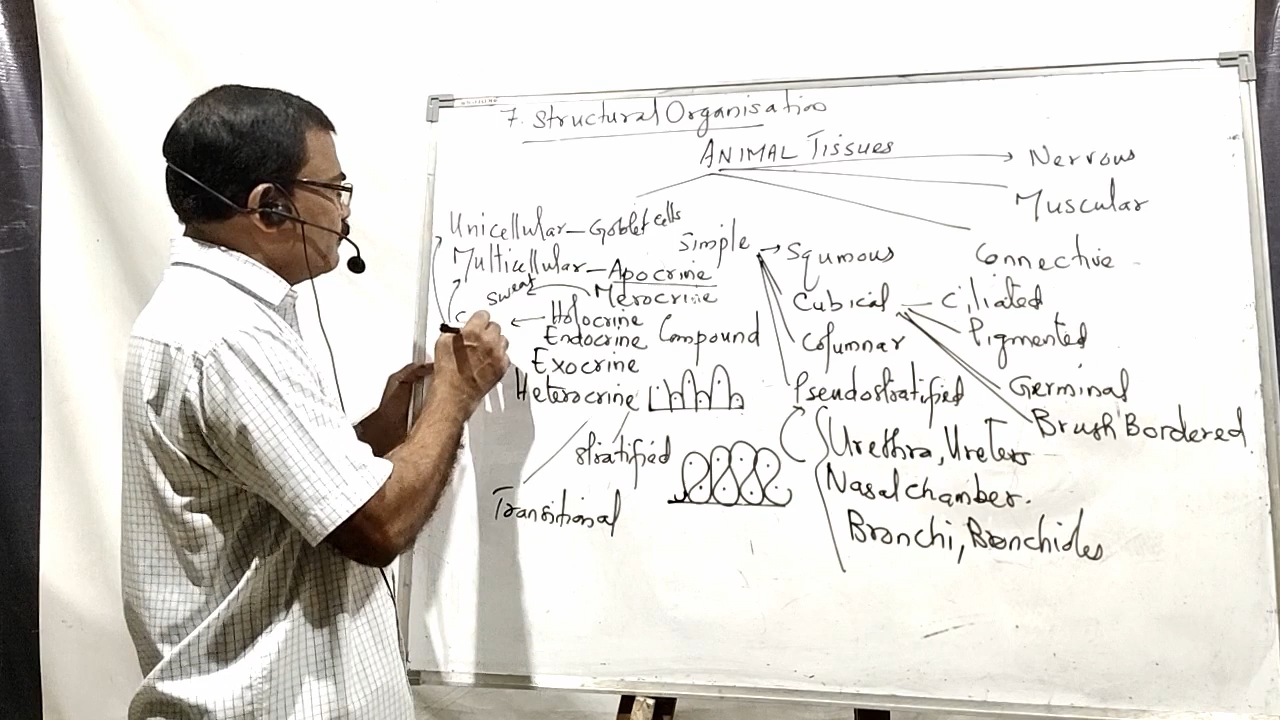 7. Structural Organisation
ANIMAL TISSUES
Nervous
Muscular
Connective
Unicellular – Goblet cells
Multicellular – Apocrine
Sweat Merocrine
Holocrine
Endocrine
Exocrine
Heterocrine
Simple
Squmous
Cubical – Ciliated
Pigmented
Germinal
Brush Bordered
Columnar
Pseudostratified
Compound
Stratified
Transitional
Urethra, Ureters
Nasal chamber.
Bronchi, Bronchioles